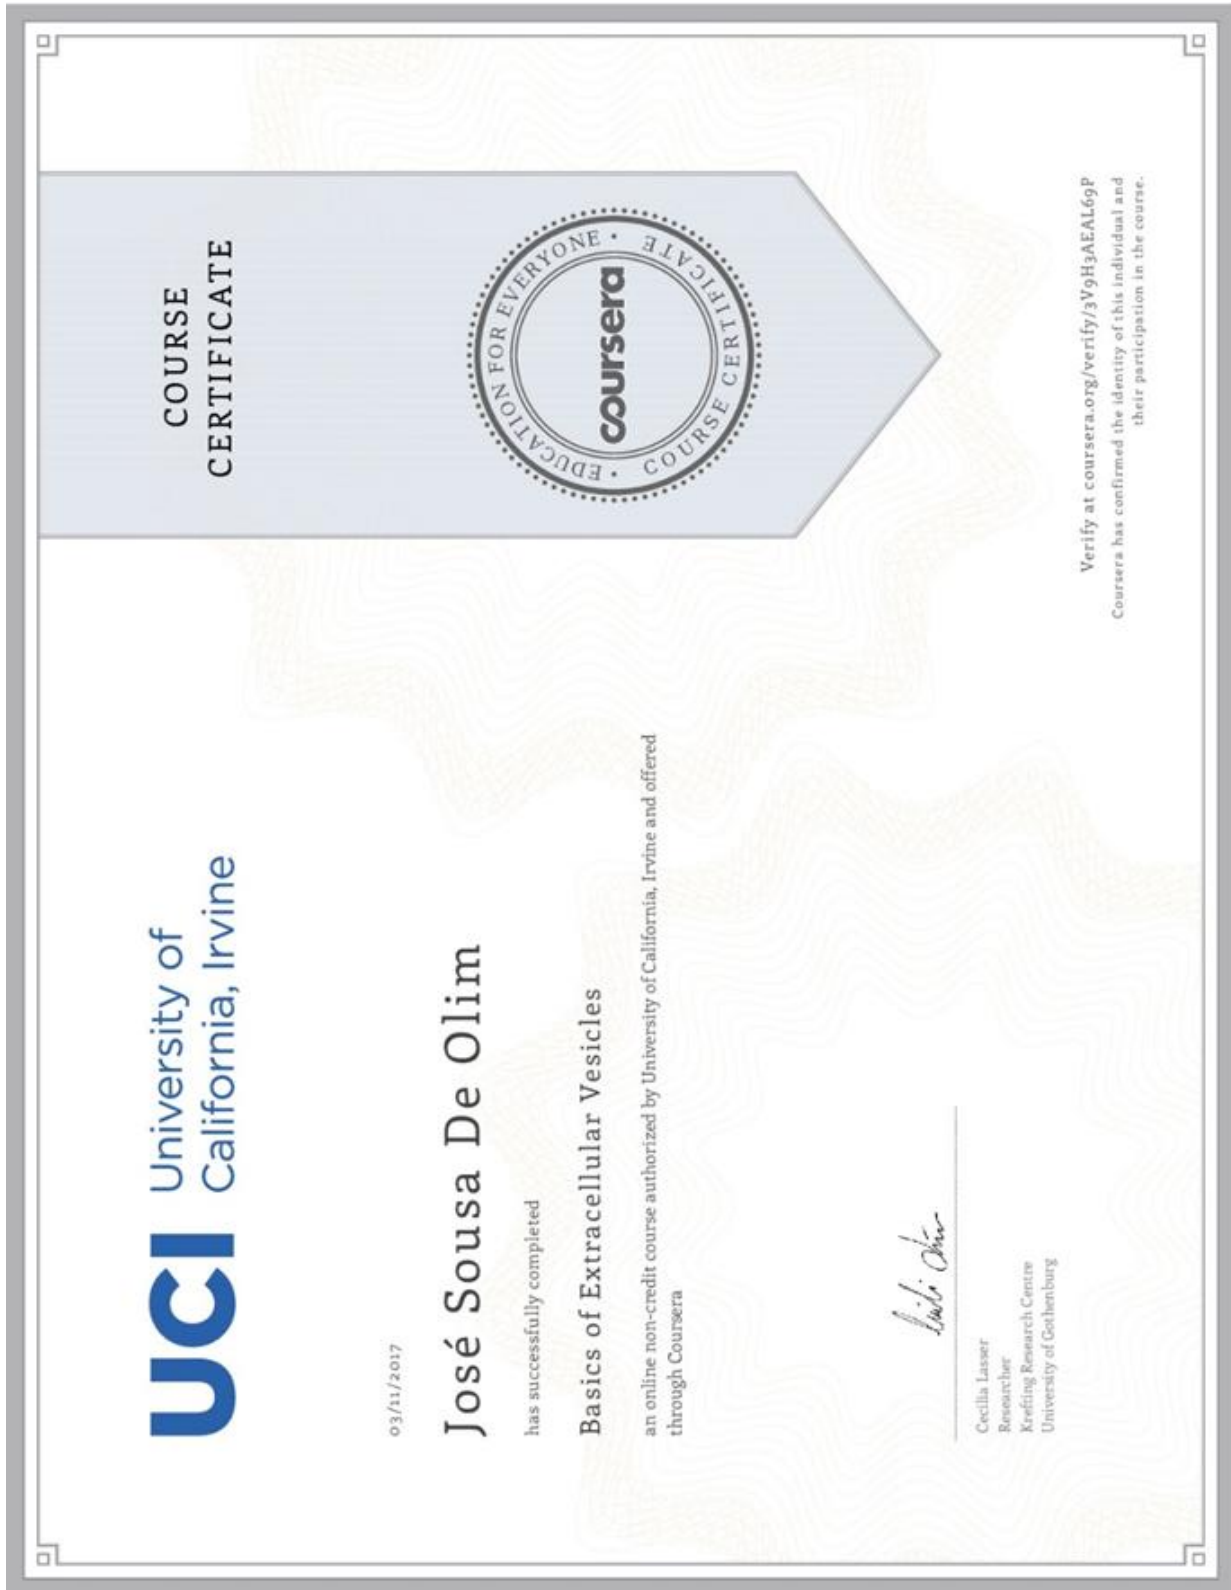 UCI University of
California, Irvine
03/11/2017
José Sousa De Olim
has successfully completed
Basics of Extracellular Vesicles
an online non-credit course authorized by University of California, Irvine and offered
through Coursera
Cecilia Lasser
Researcher
Krefting Research Centre
University of Gothenburg
COURSE
CERTIFICATE
EDUCATION FOR EVERYONE •
coursera
COURSE CERTIFICATE •
Verify at coursera.org/verify/3V9H3AEAL69P
Coursera has confirmed the identity of this individual and
their participation in the course.